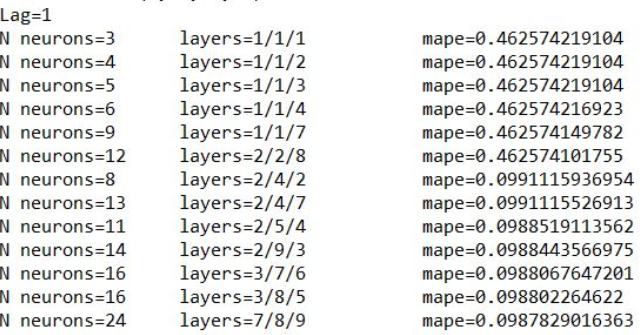 Lag=1
N neurons=3 layers=1/1/1 mape=0.462574219104
N neurons=4 layers=1/1/2 mape=0.462574219104
N neurons=5 layers=1/1/3 mape=0.462574219104
N neurons=6 layers=1/1/4 mape=0.462574216923
N neurons=9 layers=1/1/7 mape=0.462574149782
N neurons=12 layers=2/2/8 mape=0.462574101755
N neurons=8 layers=2/4/2 mape=0.0991115936954
N neurons=13 layers=2/4/7 mape=0.0991115526913
N neurons=11 layers=2/5/4 mape=0.0988519113562
N neurons=14 layers=2/9/3 mape=0.0988443566975
N neurons=16 layers=3/7/6 mape=0.0988067647201
N neurons=16 layers=3/8/5 mape=0.098802264622
N neurons=24 layers=7/8/9 mape=0.0987829016363